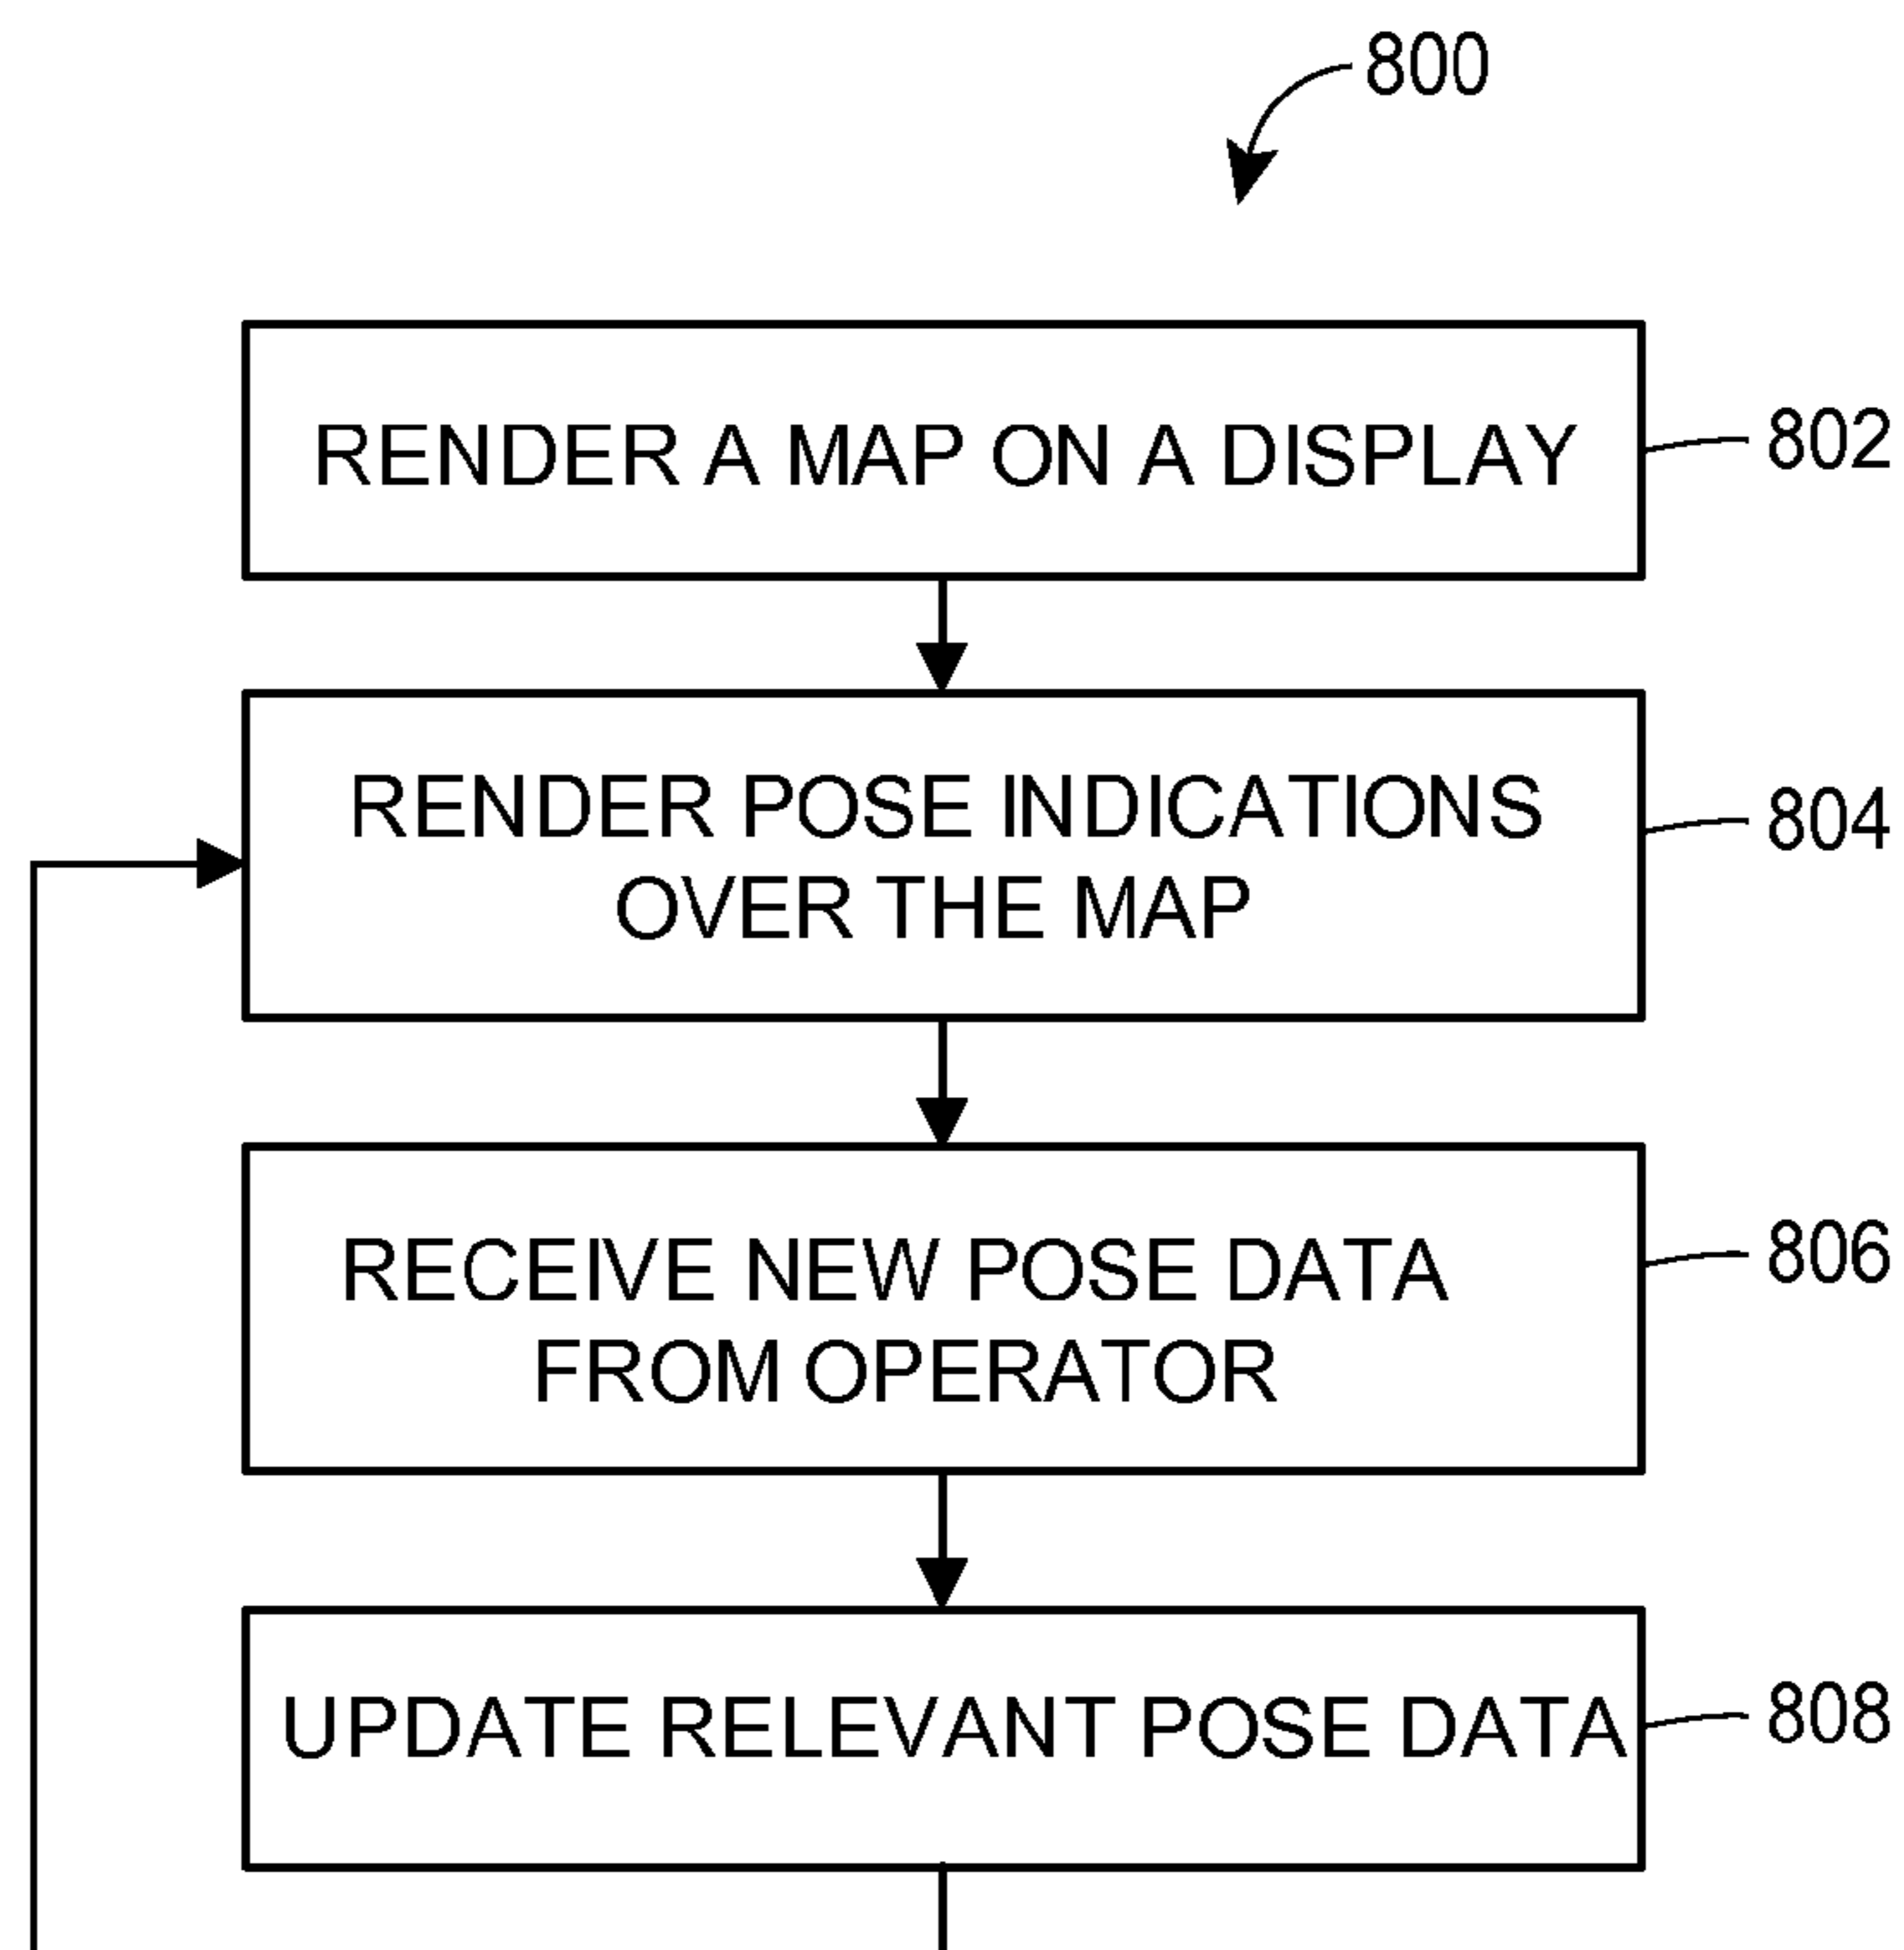 800
RENDER A MAP ON A DISPLAY
802
RENDER POSE INDICATIONS
OVER THE MAP
804
RECEIVE NEW POSE DATA
FROM OPERATOR
806
UPDATE RELEVANT POSE DATA
808